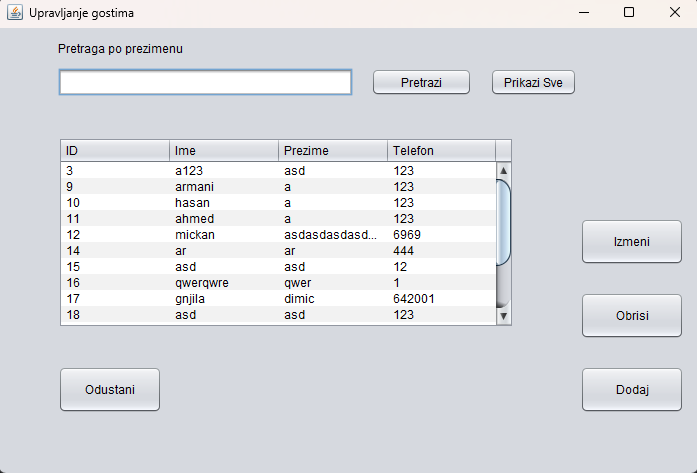 Upravljanje gostima
Pretraga po prezimenu
Pretrazi Prikazi Sve
ID Ime Prezime Telefon
3 a123 asd 123
9 armani a 123
10 hasan a 123
11 ahmed a 123
12 mickan asdasdasdasd... 6969
14 ar ar 444
15 asd asd 12
16 qwerqwre qwer 1
17 gnjila dimic 642001
18 asd asd 123
Izmeni
Obrisi
Odustani Dodaj